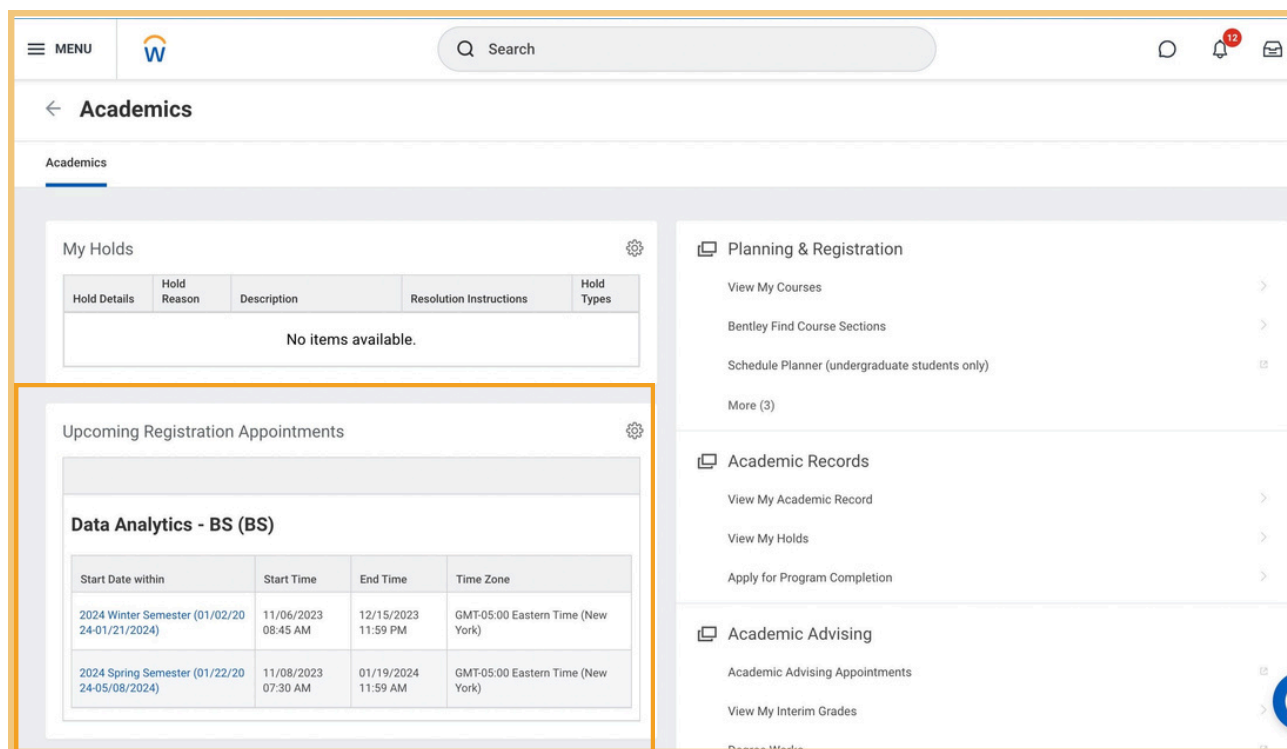 MENU
Search
12
Academics
Academics
My Holds
Hold Details
Hold
Reason
Description
Resolution Instructions
Hold
Types
No items available.
Upcoming Registration Appointments
Data Analytics - BS (BS)
Start Date within
Start Time
End Time
Time Zone
2024 Winter Semester (01/02/20
24-01/21/2024)
11/06/2023
08:45 AM
12/15/2023
11:59 PM
GMT-05:00 Eastern Time (New
York)
2024 Spring Semester (01/22/20
24-05/08/2024)
11/08/2023
07:30 AM
01/19/2024
11:59 AM
GMT-05:00 Eastern Time (New
York)
Planning & Registration
View My Courses
Bentley Find Course Sections
Schedule Planner (undergraduate students only)
More (3)
Academic Records
View My Academic Record
View My Holds
Apply for Program Completion
Academic Advising
Academic Advising Appointments
View My Interim Grades
Degree Works